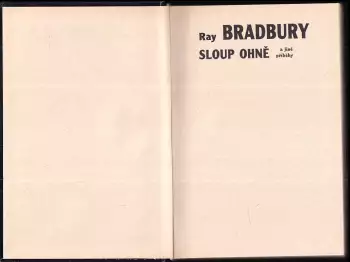 Ray BRADBURY
SLOUP OHNĚ a jiné
příběhy